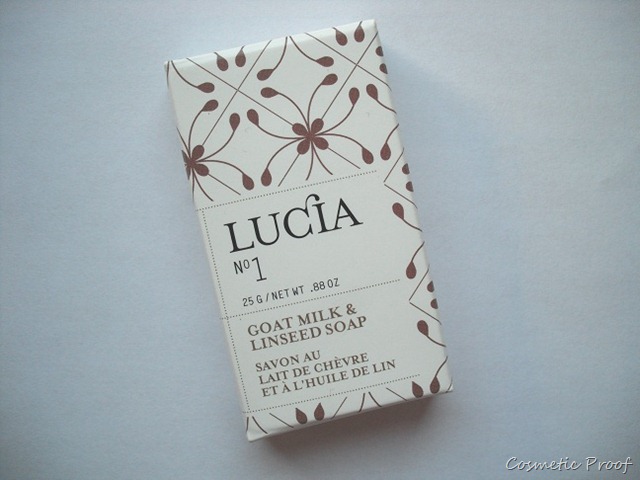 LUCIA
Nº1
25 G / NET WT .88 OZ
GOAT MILK &
LINSEED SOAP
SAVON AU
LAIT DE CHÈVRE
ET À L'HUILE DE LIN
Cosmetic Proof